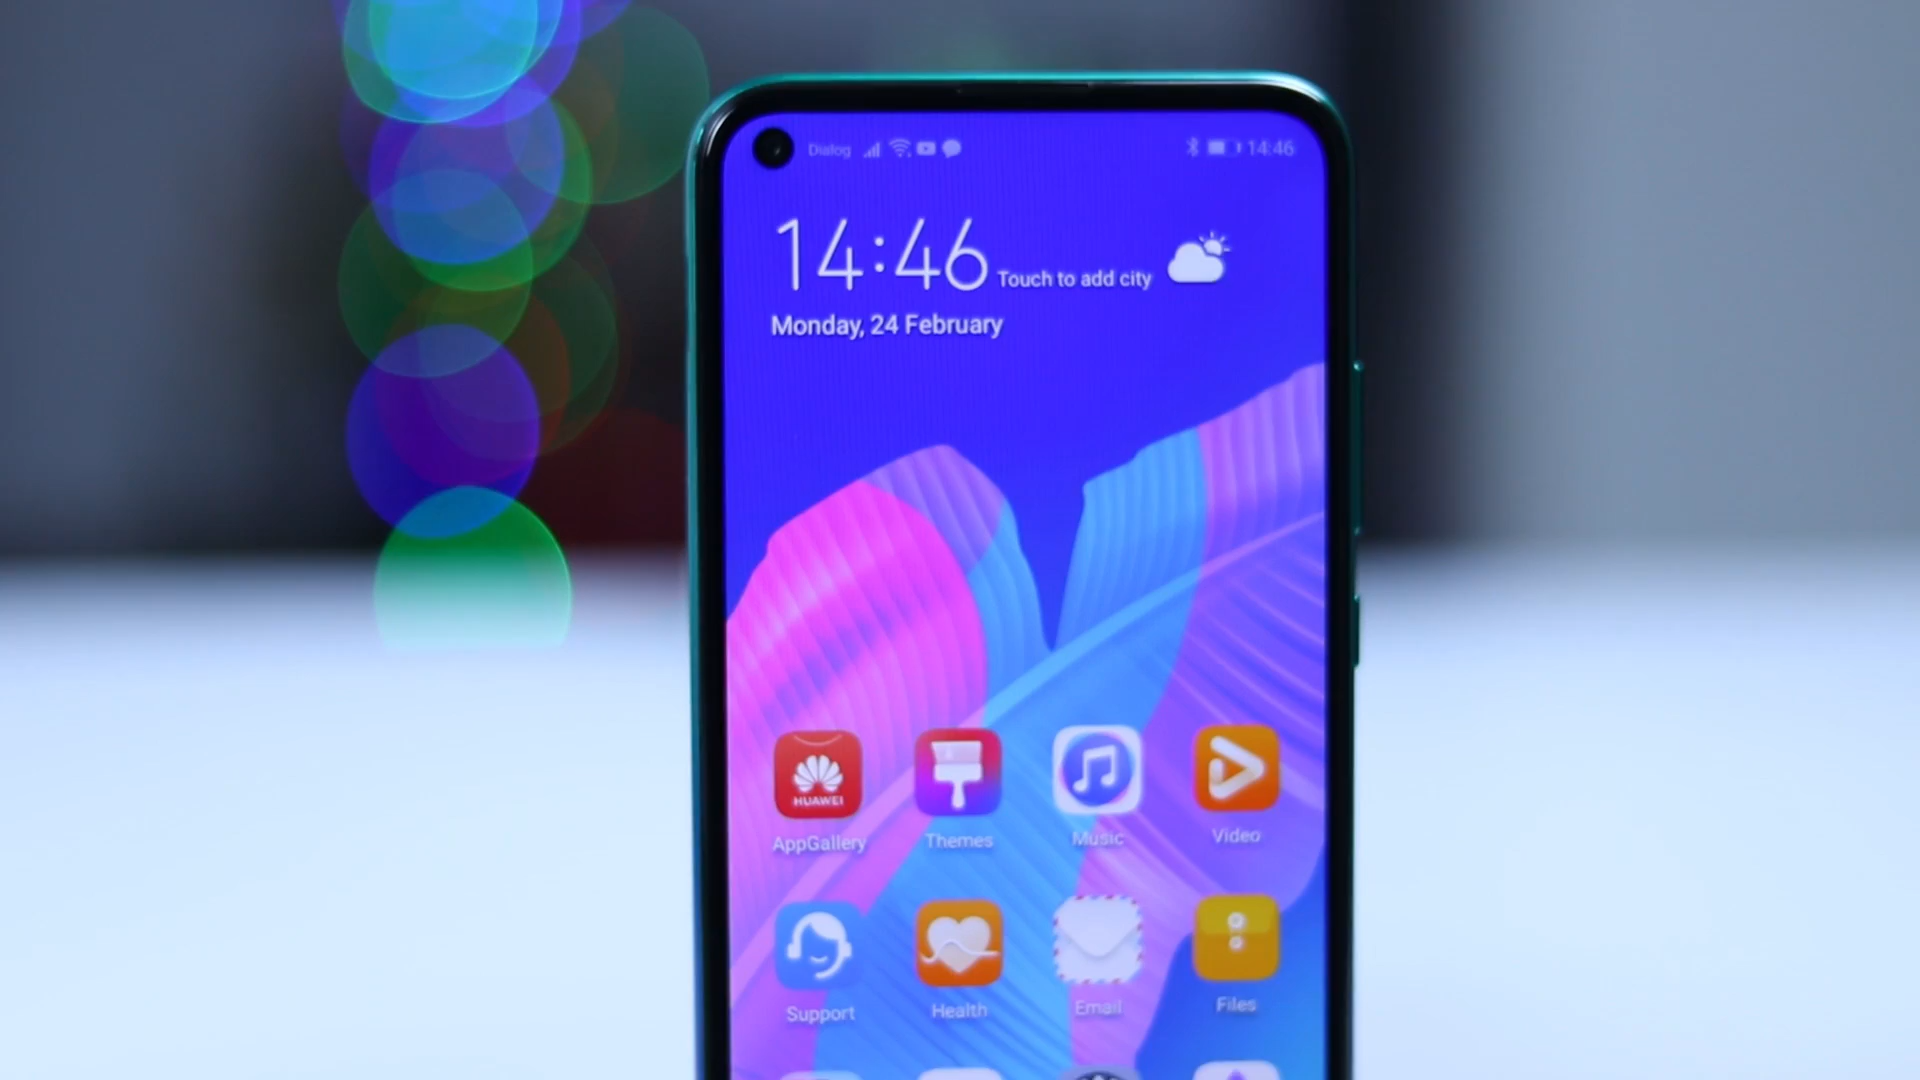 Dialog 14:46
14:46 Touch to add city
Monday, 24 February
HUAWEI
AppGallery Themes Music Video
Support Health Email Files